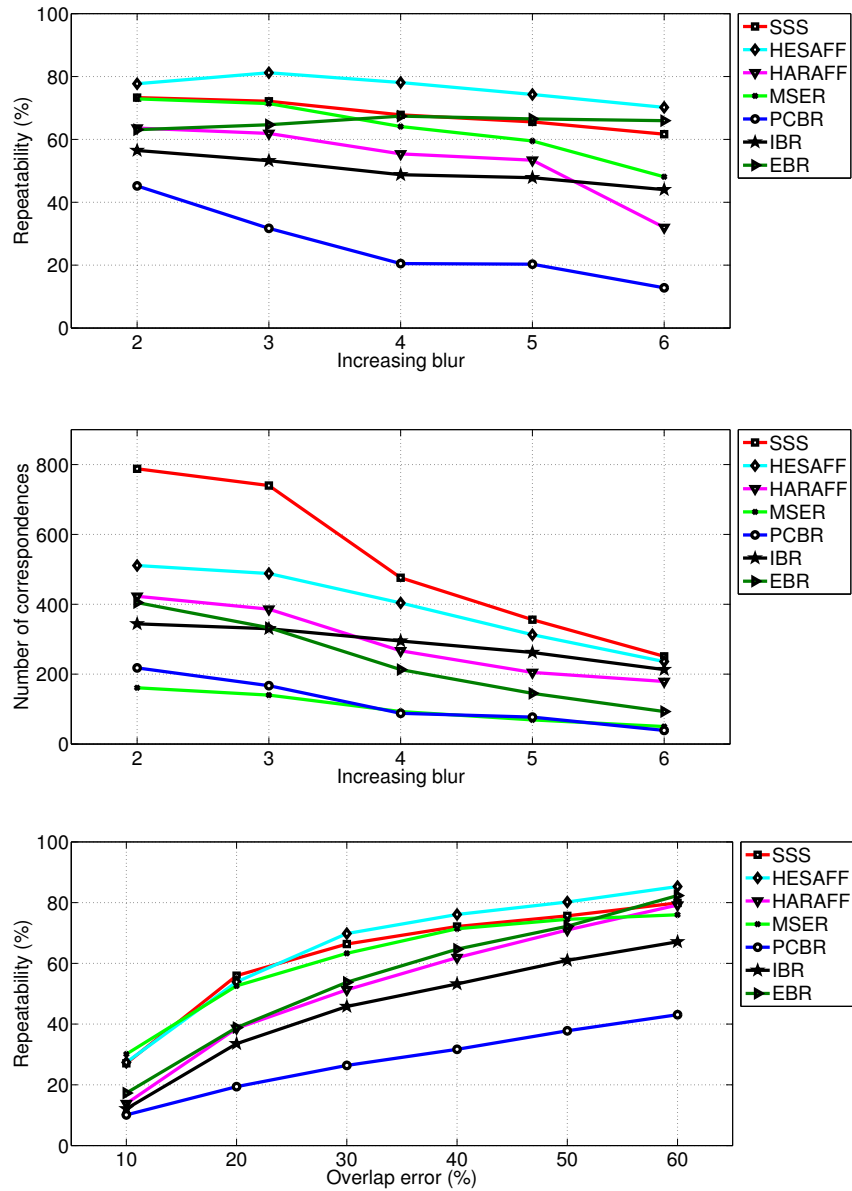 100
80
60
40
20
0
Repeatability (%)
2 3 4 5 6
Increasing blur
SSS
HESAFF
HARAFF
MSER
PCBR
IBR
EBR
800
600
400
200
0
Number of correspondences
2 3 4 5 6
Increasing blur
SSS
HESAFF
HARAFF
MSER
PCBR
IBR
EBR
100
80
60
40
20
0
Repeatability (%)
10 20 30 40 50 60
Overlap error (%)
SSS
HESAFF
HARAFF
MSER
PCBR
IBR
EBR